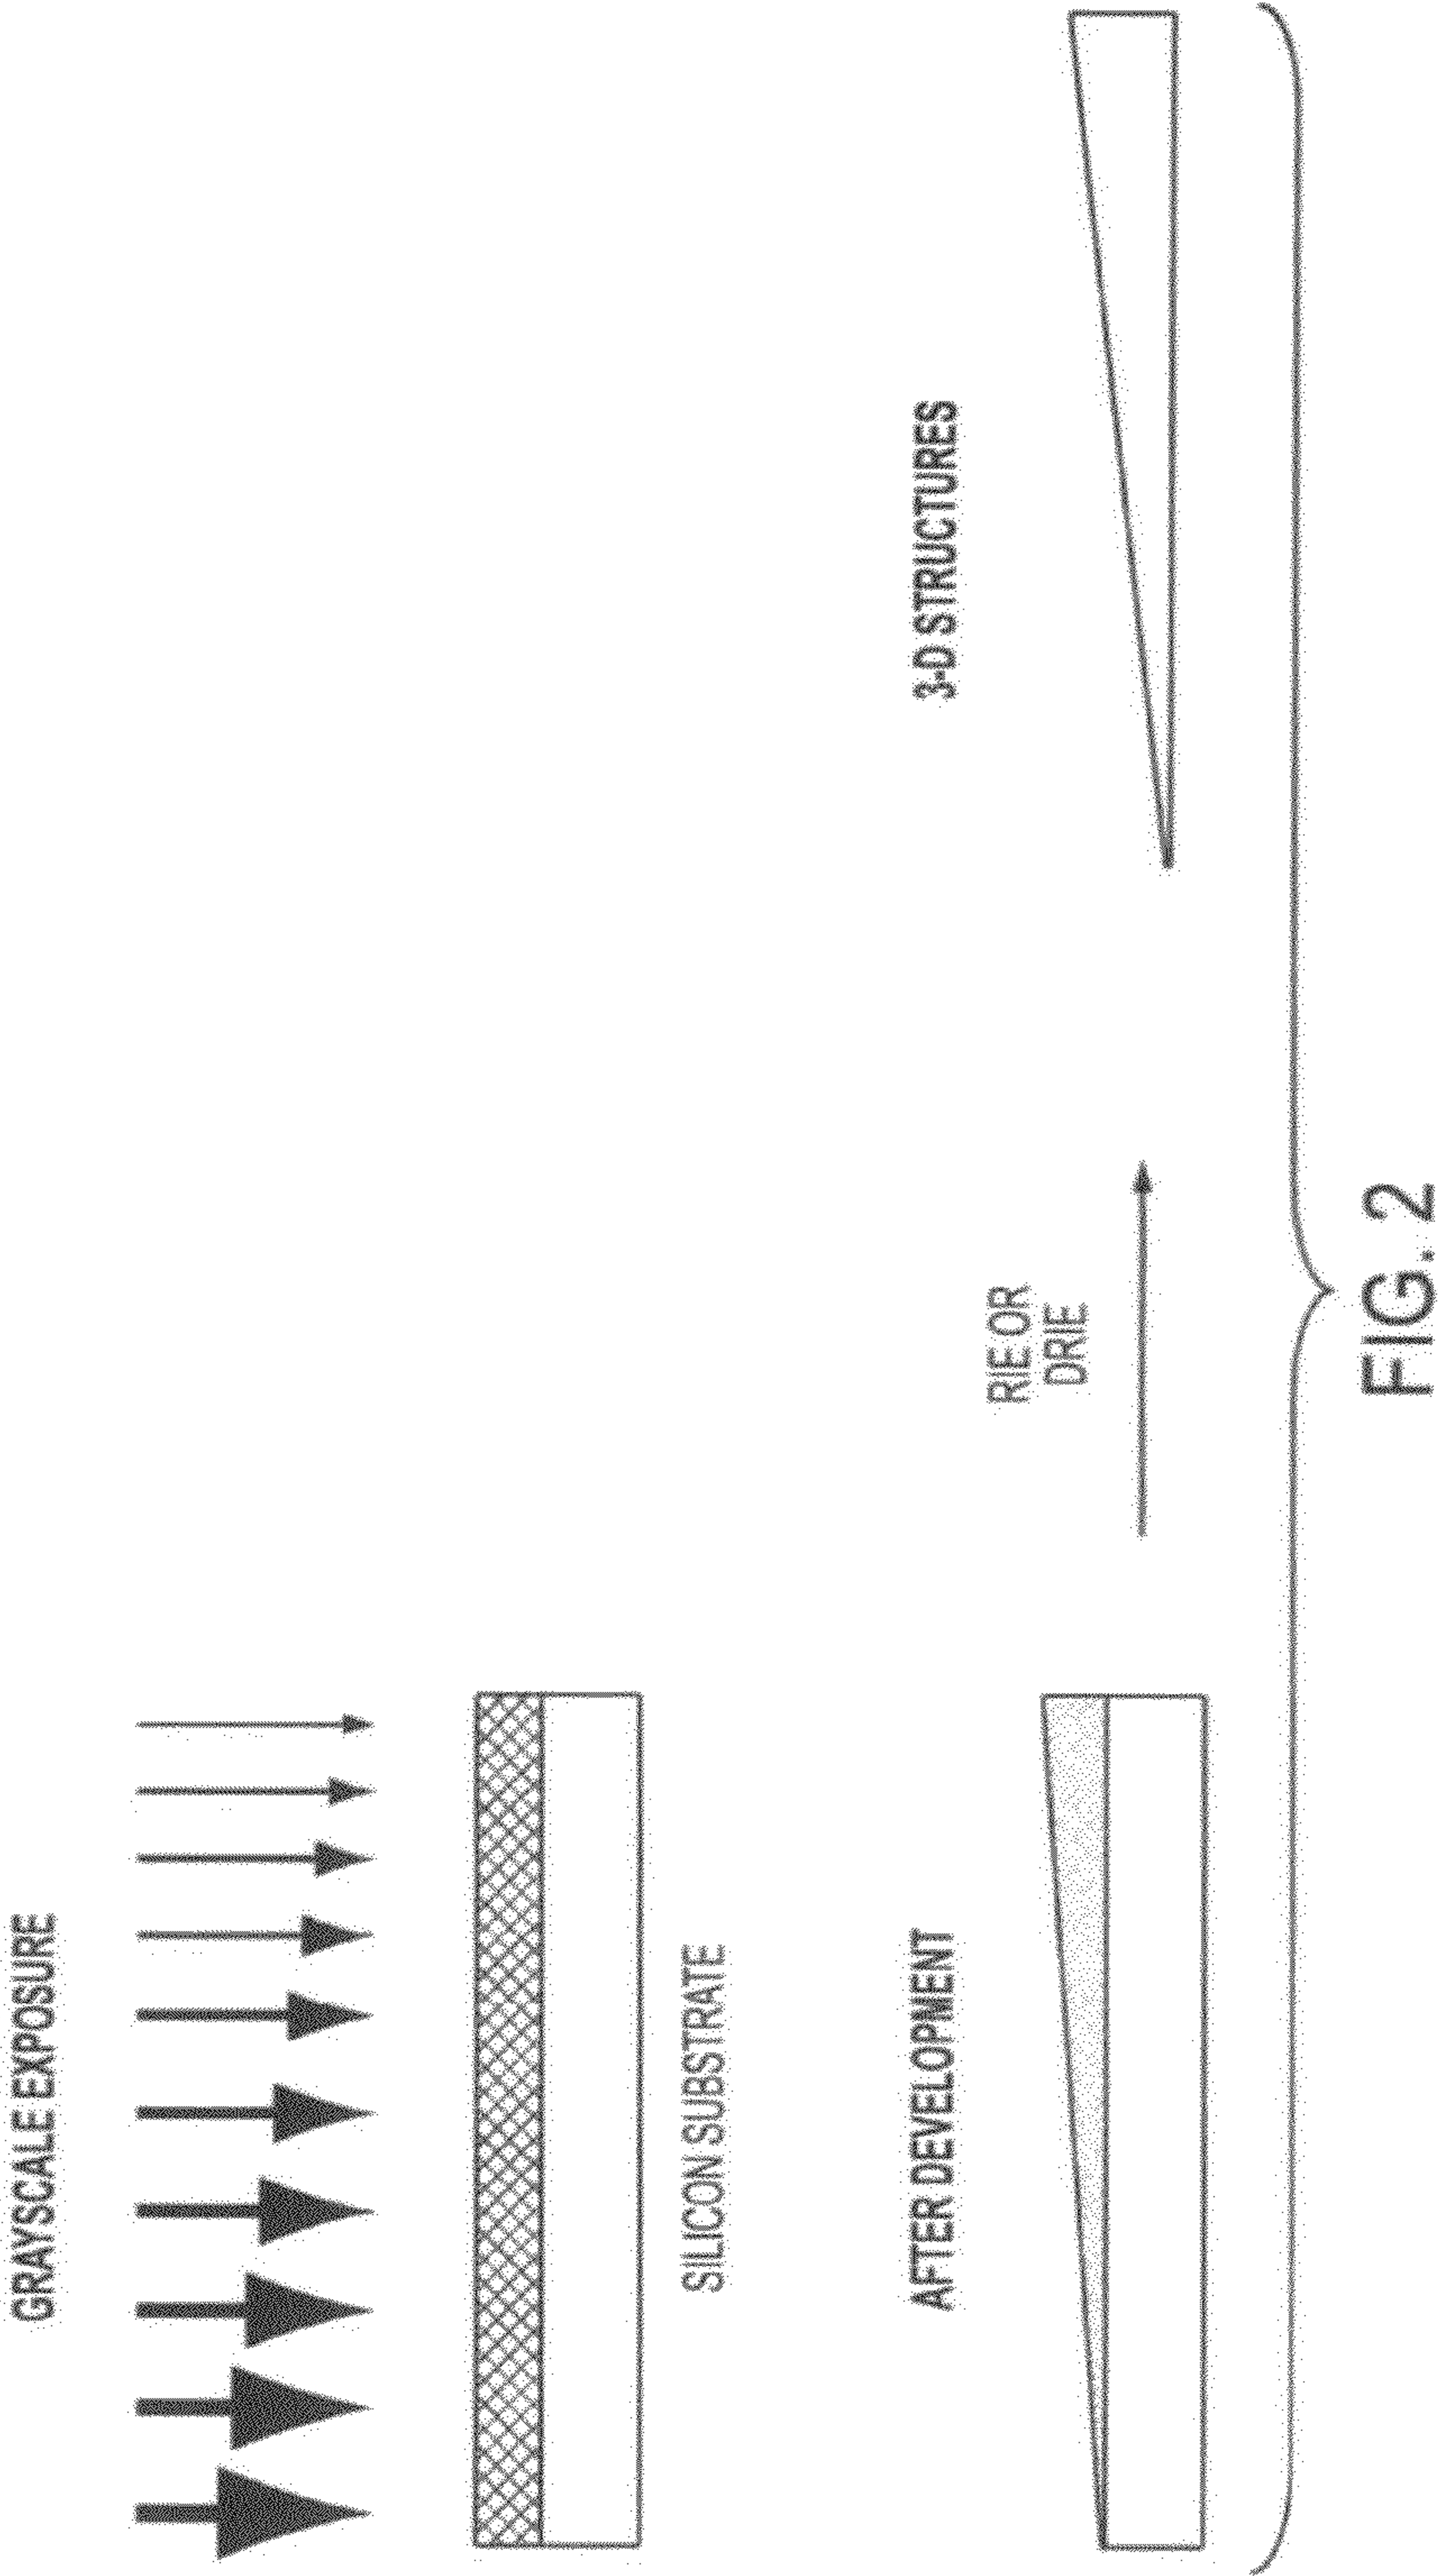 GRAYSCALE EXPOSURE
SILICON SUBSTRATE
AFTER DEVELOPMENT
RIE OR
DRIE
3-D STRUCTURES
FIG. 2